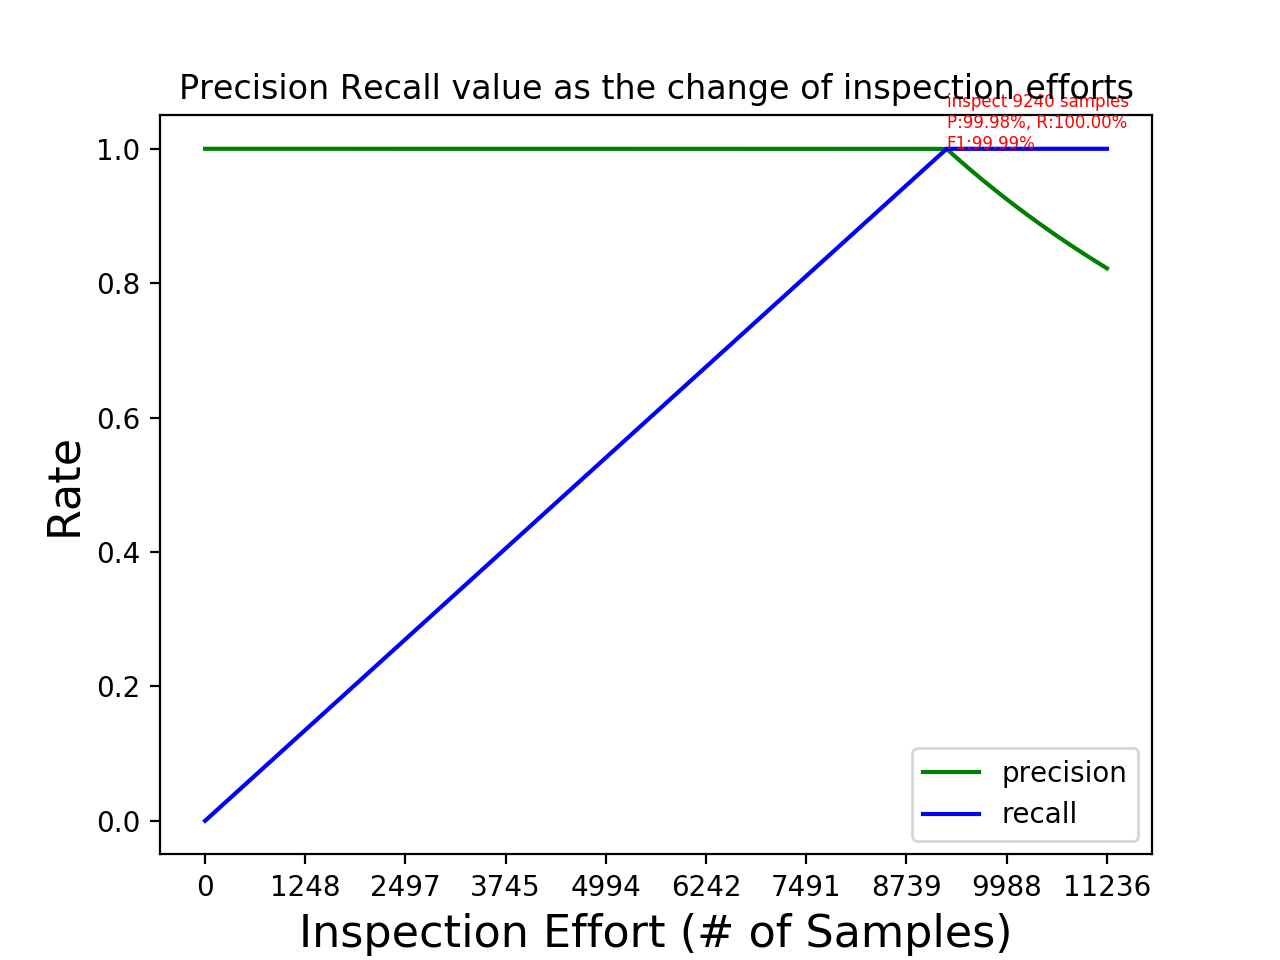 Precision Recall value as the change of inspection efforts
inspect 9240 samples
P:99.98%, R:100.00%
F1:99.99%
1.0
0.8
0.6
0.4
0.2
0.0
Rate
precision
recall
0 1248 2497 3745 4994 6242 7491 8739 9988 11236
Inspection Effort (# of Samples)